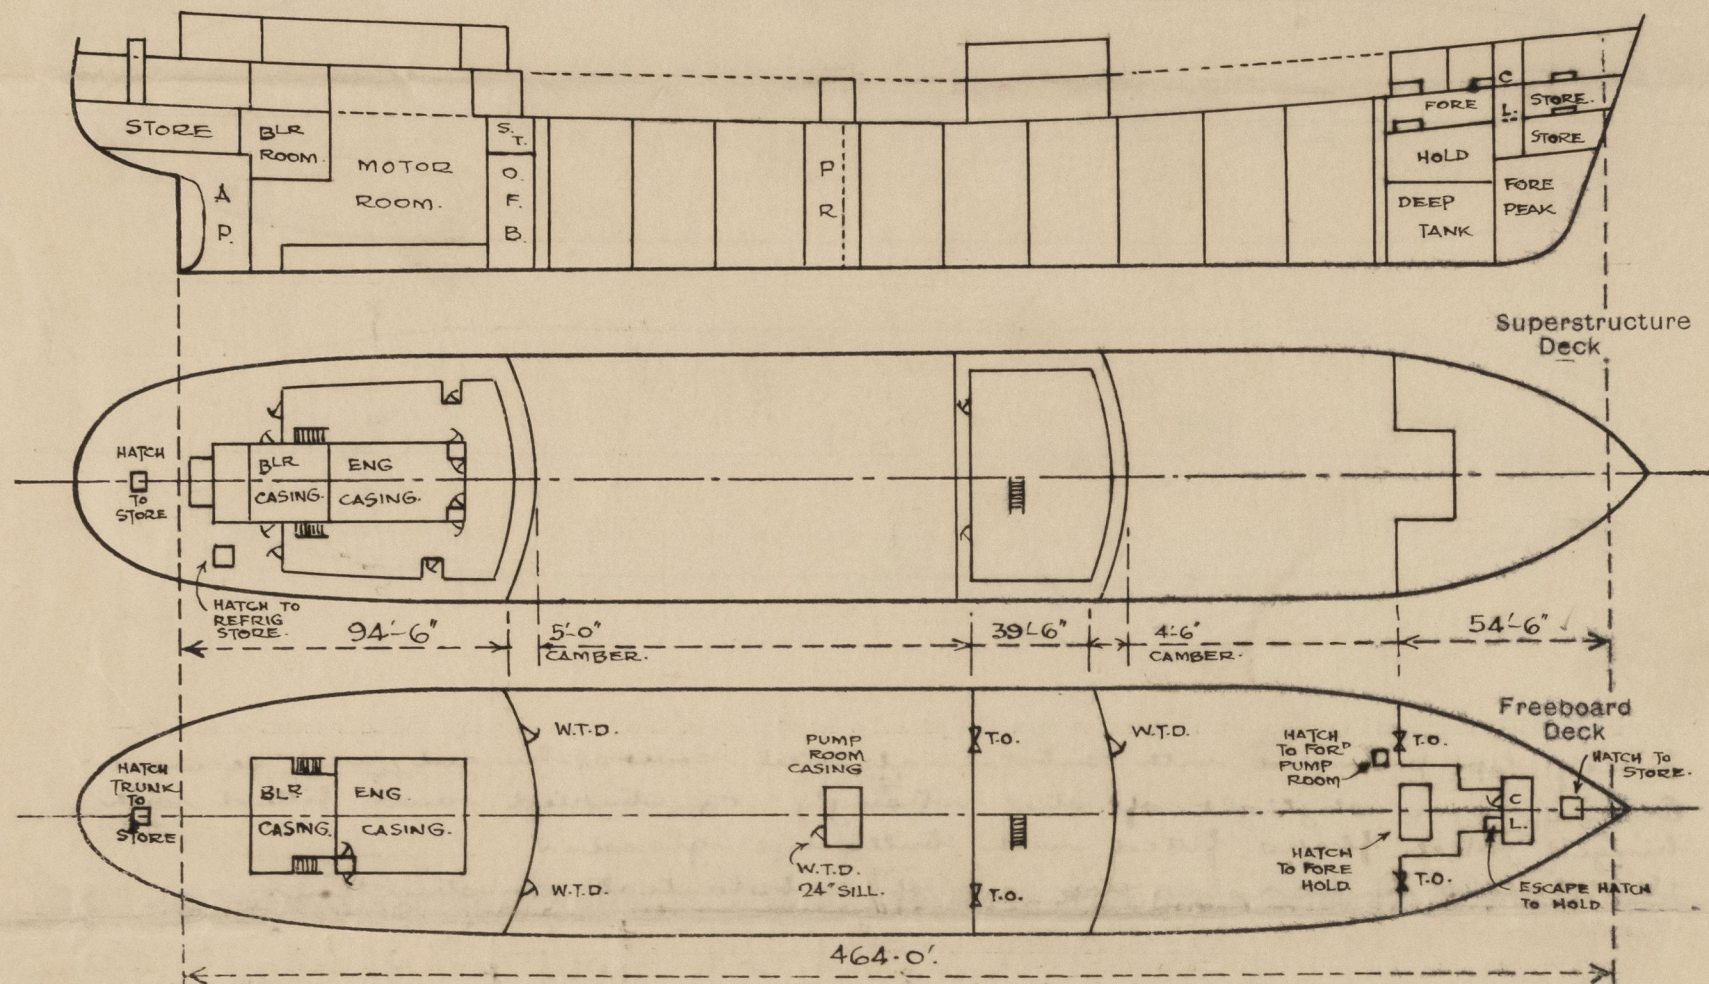 STORE
BLR
ROOM.
MOTOR
ROOM.
A
P.
S.
T.
O.
F.
B.
P
R
FORE
HOLD
DEEP
TANK
C
L.
STORE.
STORE
FORE
PEAK
Superstructure
Deck
HATCH
TO
STORE
BLR
CASING.
ENG
CASING.
HATCH TO
REFRIG
STORE.
94'-6"
5'-0"
CAMBER.
39'-6"
4'-6"
CAMBER.
54'-6"
Freeboard
Deck
HATCH
TRUNK
TO
STORE
BLR.
CASING.
ENG.
CASING.
W.T.D.
W.T.D.
PUMP
ROOM
CASING
W.T.D.
24" SILL.
T.O.
T.O.
W.T.D.
HATCH
TO FORD
PUMP
ROOM
T.O.
HATCH TO
STORE.
C
L.
HATCH
TO FORE
HOLD.
T.O.
ESCAPE HATCH
TO HOLD
464·0'.